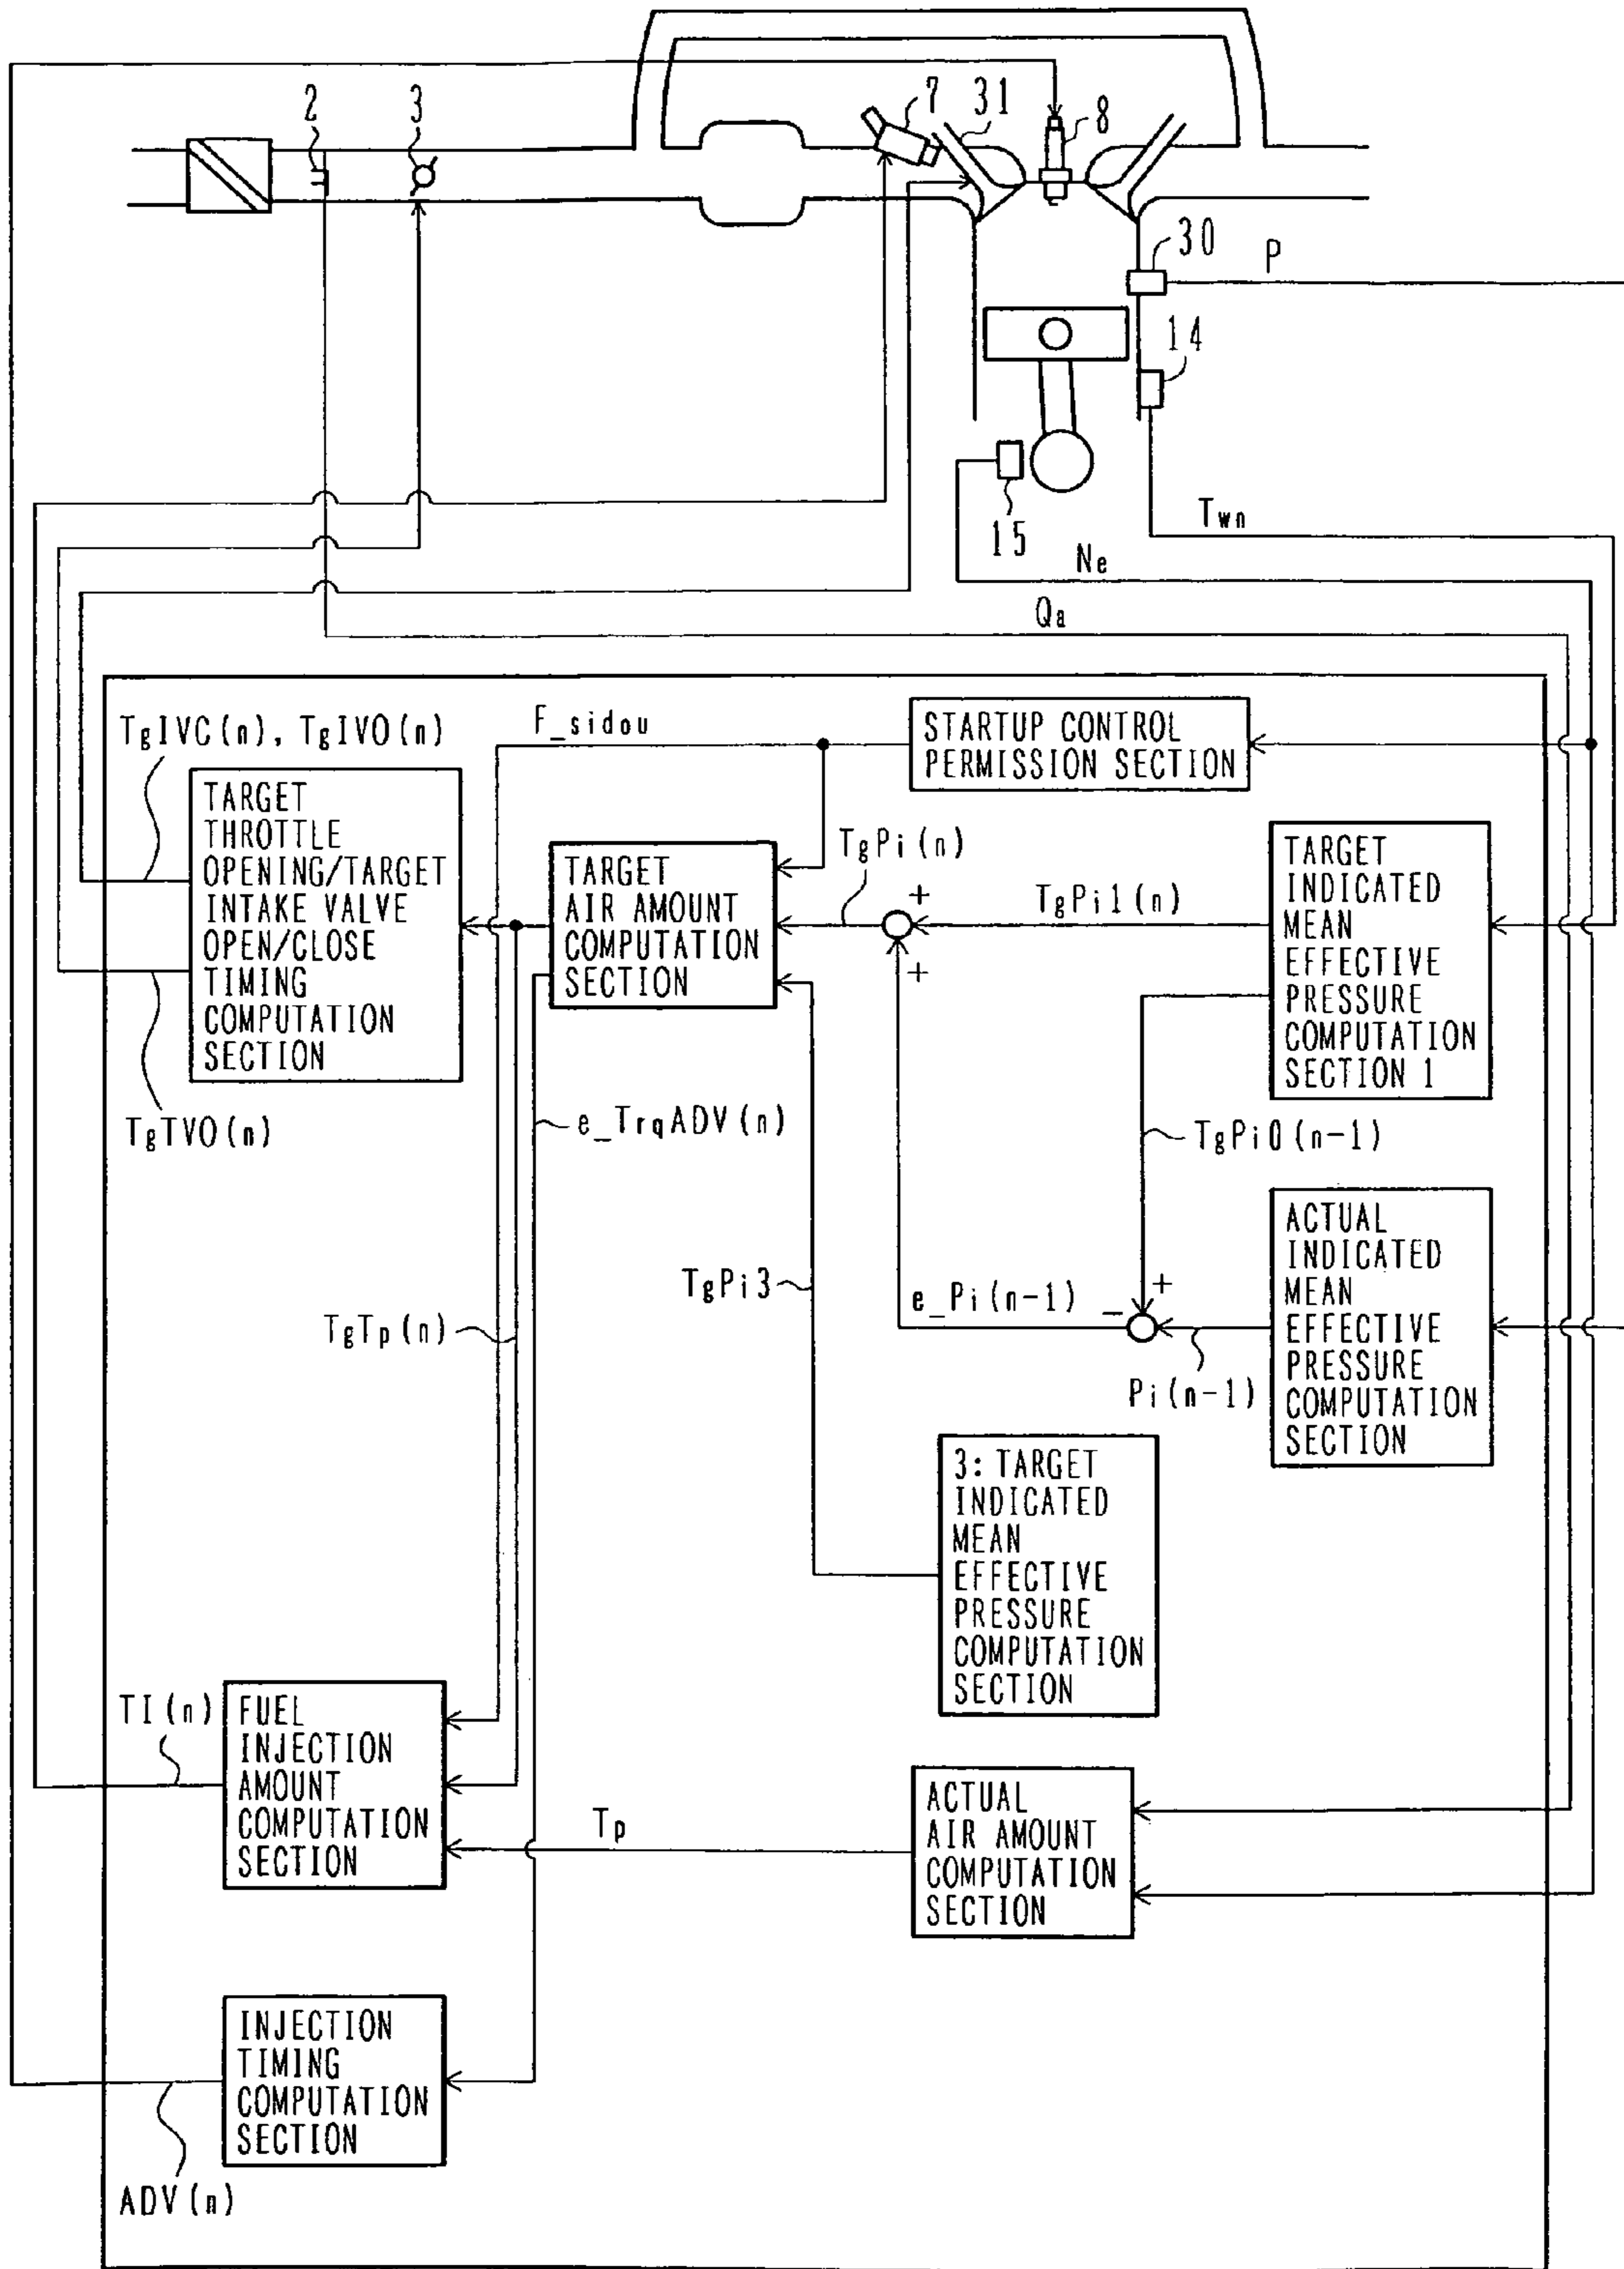 2
3
7
31
8
30
P
14
15
Twn
Ne
Qa
TgIVC(n), TgIVO(n)
F_sidou
STARTUP CONTROL
PERMISSION SECTION
TARGET
THROTTLE
OPENING/TARGET
INTAKE VALVE
OPEN/CLOSE
TIMING
COMPUTATION
SECTION
TARGET
AIR AMOUNT
COMPUTATION
SECTION
TgPi(n)
+
+
TgPi1(n)
TARGET
INDICATED
MEAN
EFFECTIVE
PRESSURE
COMPUTATION
SECTION 1
TgTVO(n)
e_TrqADV(n)
TgPi0(n-1)
ACTUAL
INDICATED
MEAN
EFFECTIVE
PRESSURE
COMPUTATION
SECTION
TgPi3
e_Pi(n-1)
+
-
TgTp(n)
Pi(n-1)
3: TARGET
INDICATED
MEAN
EFFECTIVE
PRESSURE
COMPUTATION
SECTION
TI(n)
FUEL
INJECTION
AMOUNT
COMPUTATION
SECTION
Tp
ACTUAL
AIR AMOUNT
COMPUTATION
SECTION
INJECTION
TIMING
COMPUTATION
SECTION
ADV(n)